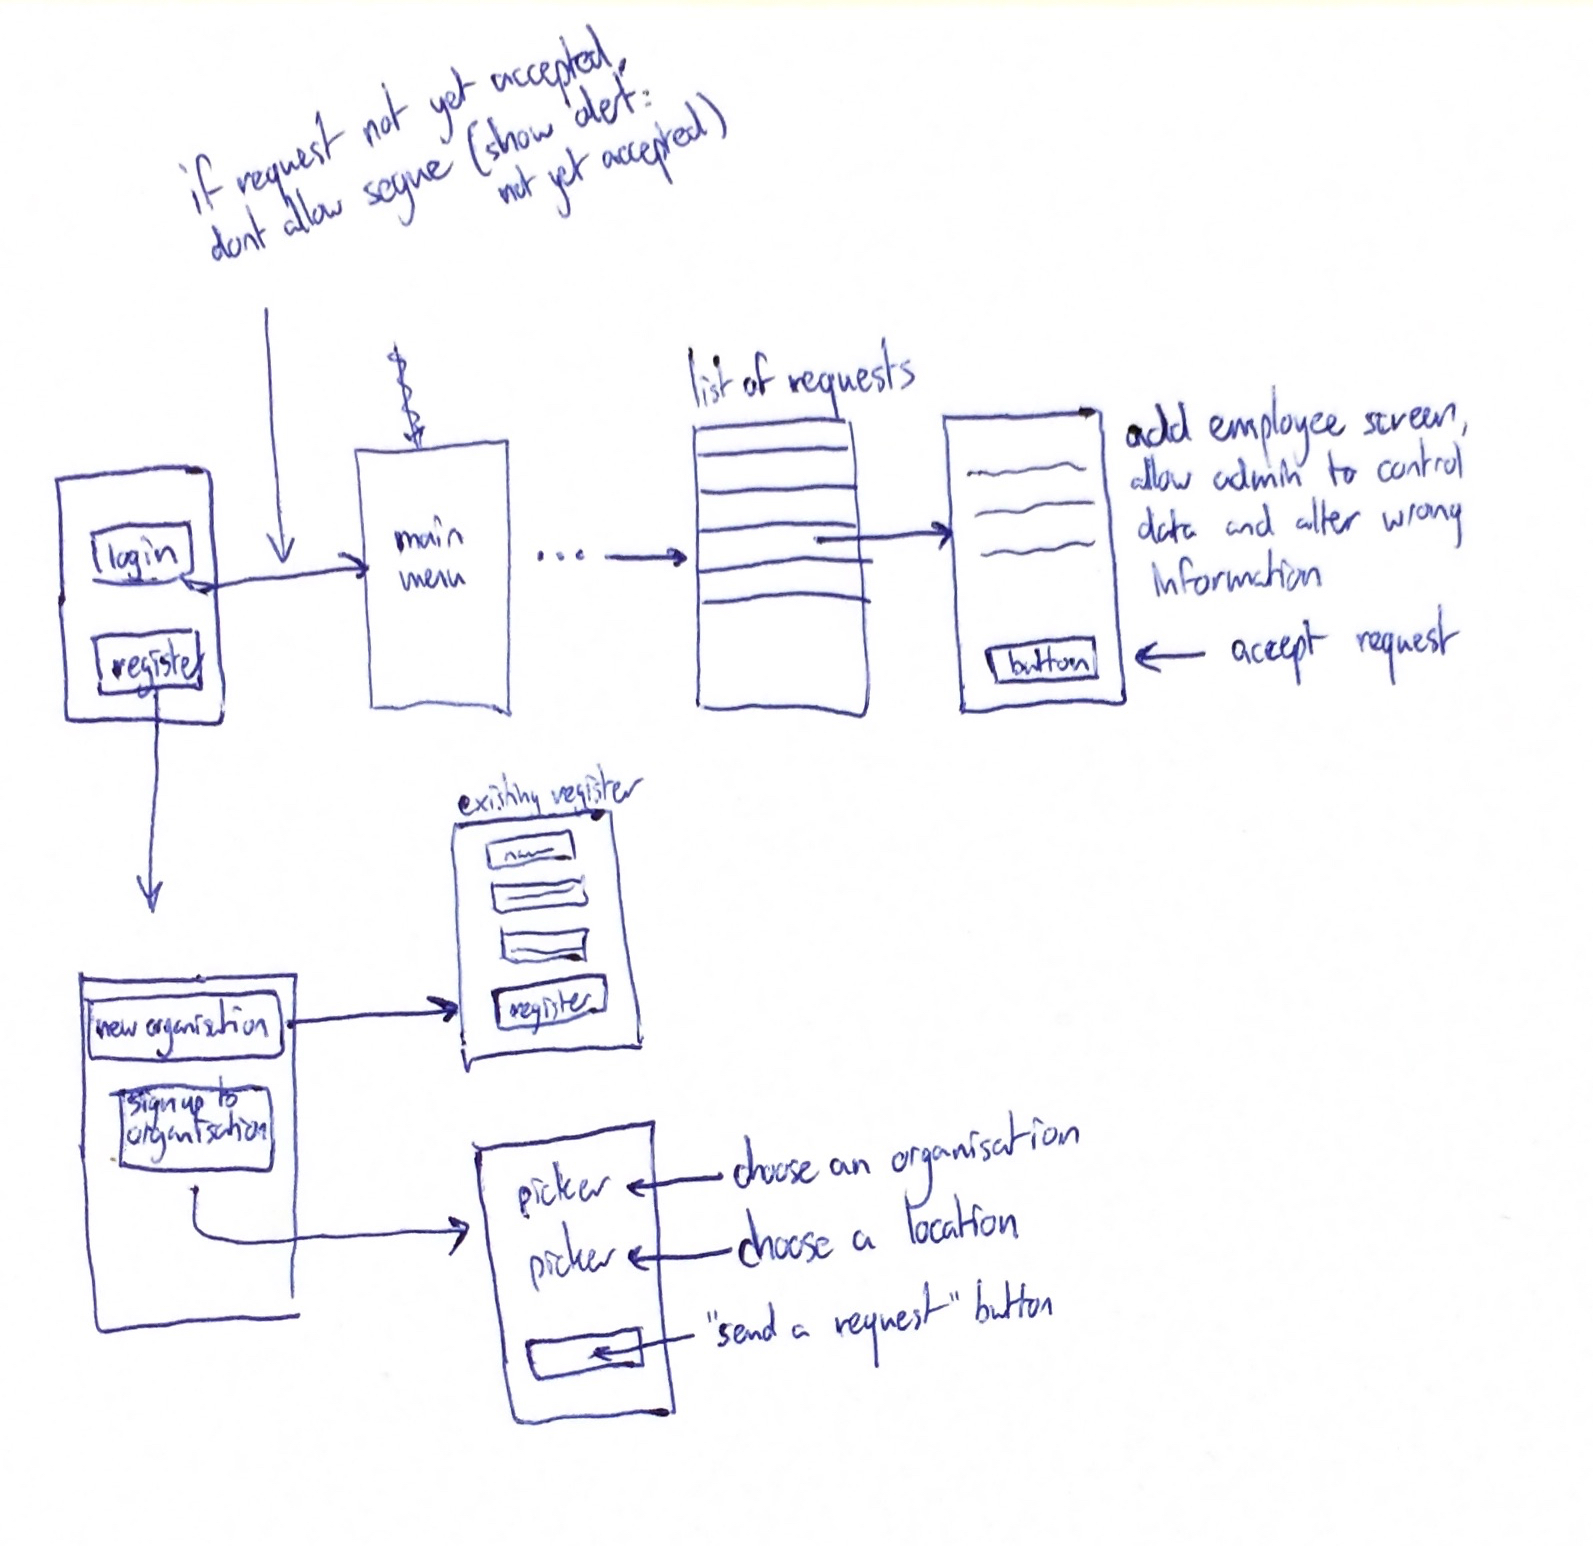 if request not yet accepted,
dont allow segue (show alert:
not yet accepted)
list of requests
login
register
main
menu
...
add employee screen,
allow admin to control
data and alter wrong
information
button
accept request
existing register
register
new organisation
sign up to
organisation
picker
choose an organisation
picker
choose a location
"send a request" button